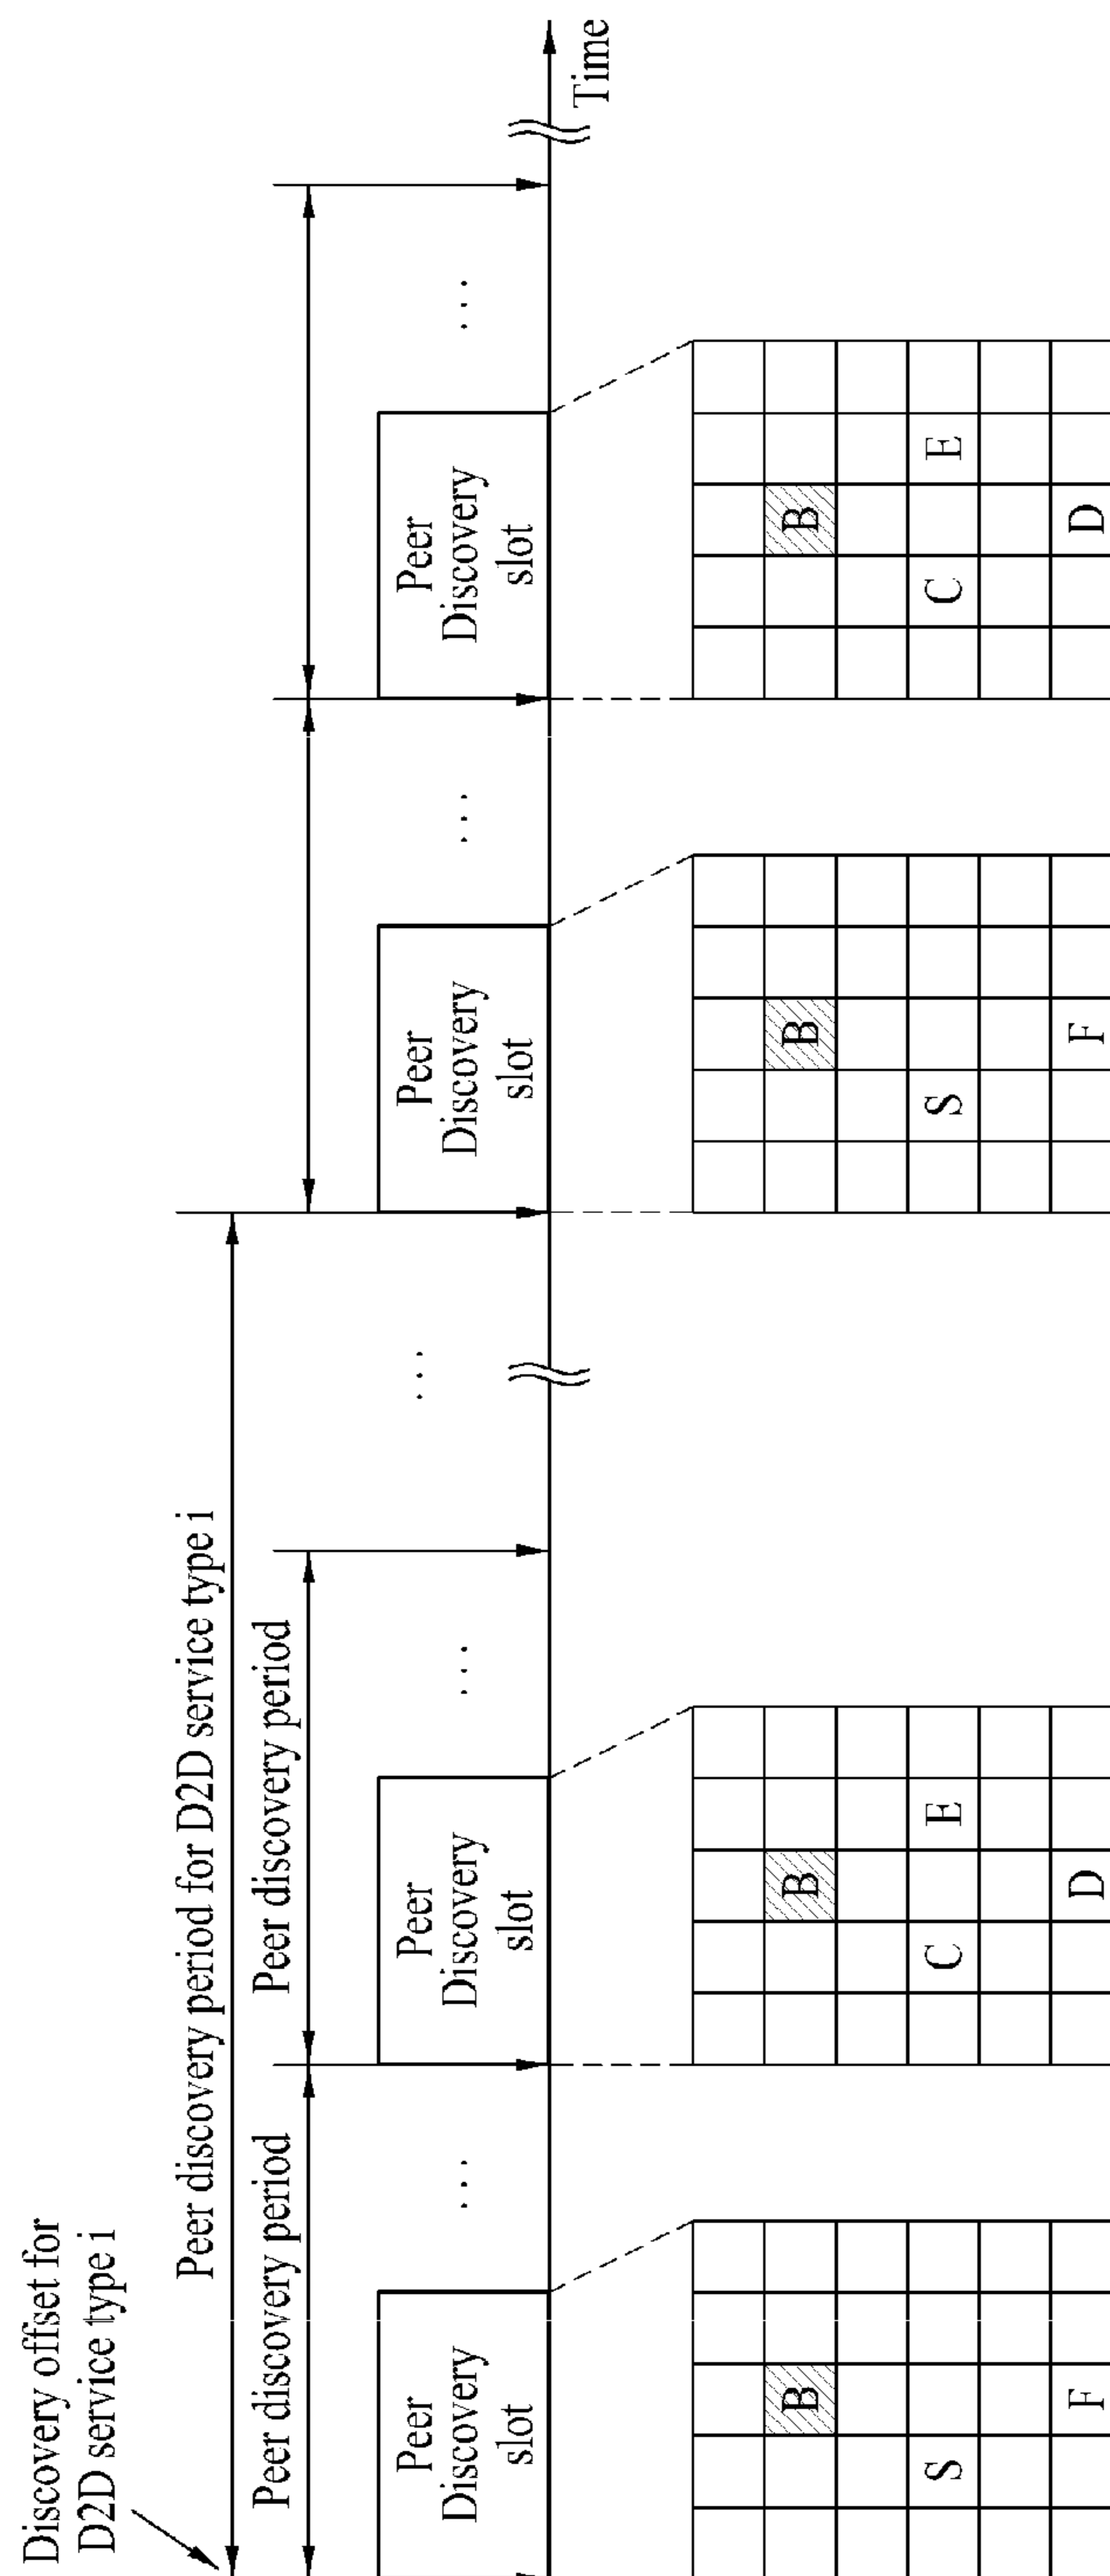 Discovery offset for
D2D service type i
Peer discovery period for D2D service type i
Peer discovery period
Peer discovery period
Peer
Discovery
slot
...
Peer
Discovery
slot
...
...
Peer
Discovery
slot
...
Peer
Discovery
slot
...
Time
B
S
F
B
C
E
D
B
S
F
B
C
E
D